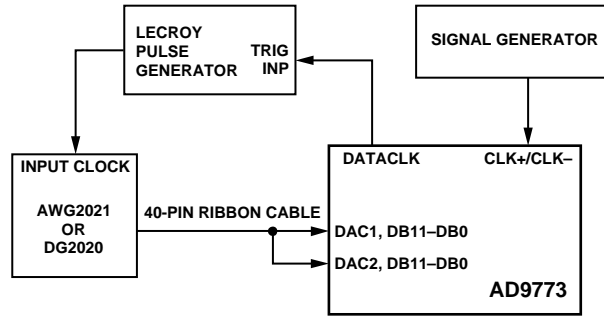 LECROY
PULSE
GENERATOR
TRIG
INP
SIGNAL GENERATOR
INPUT CLOCK
AWG2021
OR
DG2020
40-PIN RIBBON CABLE
DATACLK
CLK+/CLK–
DAC1, DB11–DB0
DAC2, DB11–DB0
AD9773